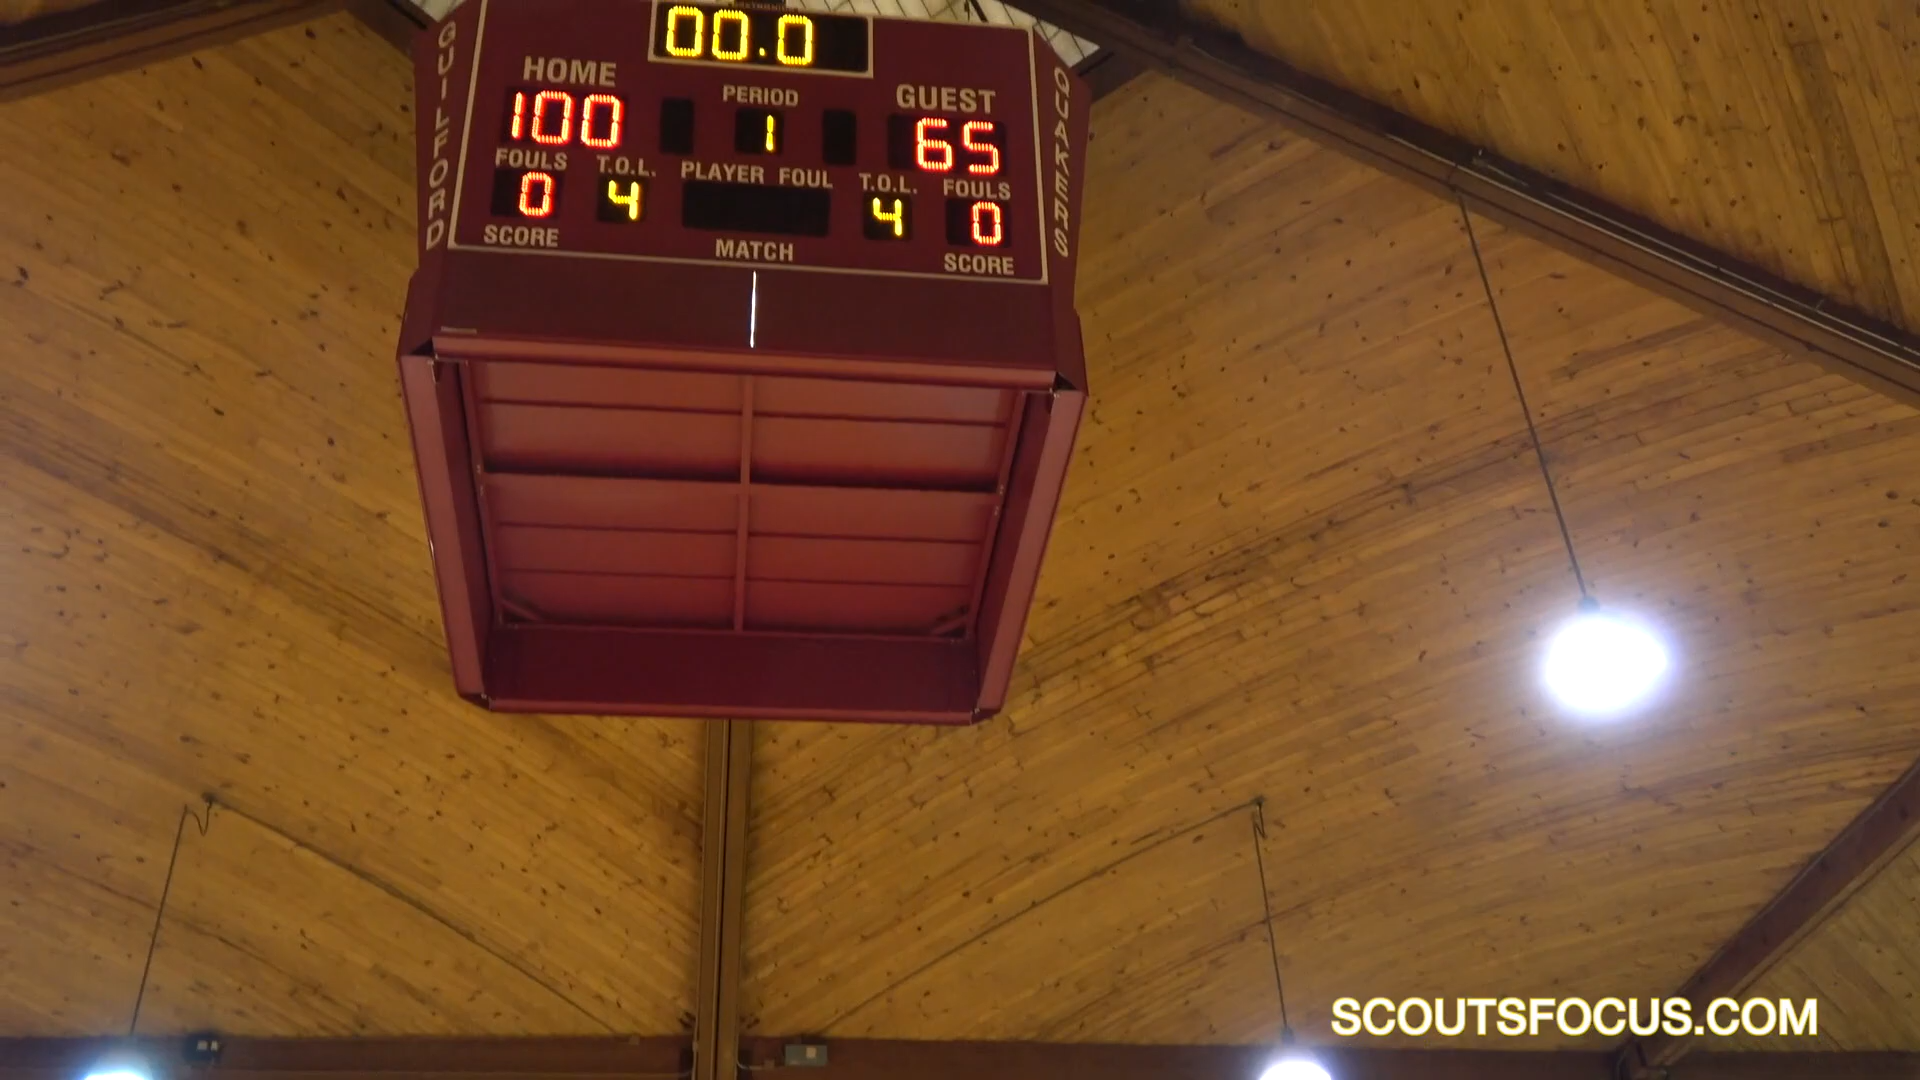 GUILFORD
00.0
HOME
PERIOD
GUEST
QUAKERS
100
1
65
FOULS
T.O.L.
PLAYER FOUL
T.O.L.
FOULS
0
4
4
0
SCORE
MATCH
SCORE
SCOUTSFOCUS.COM